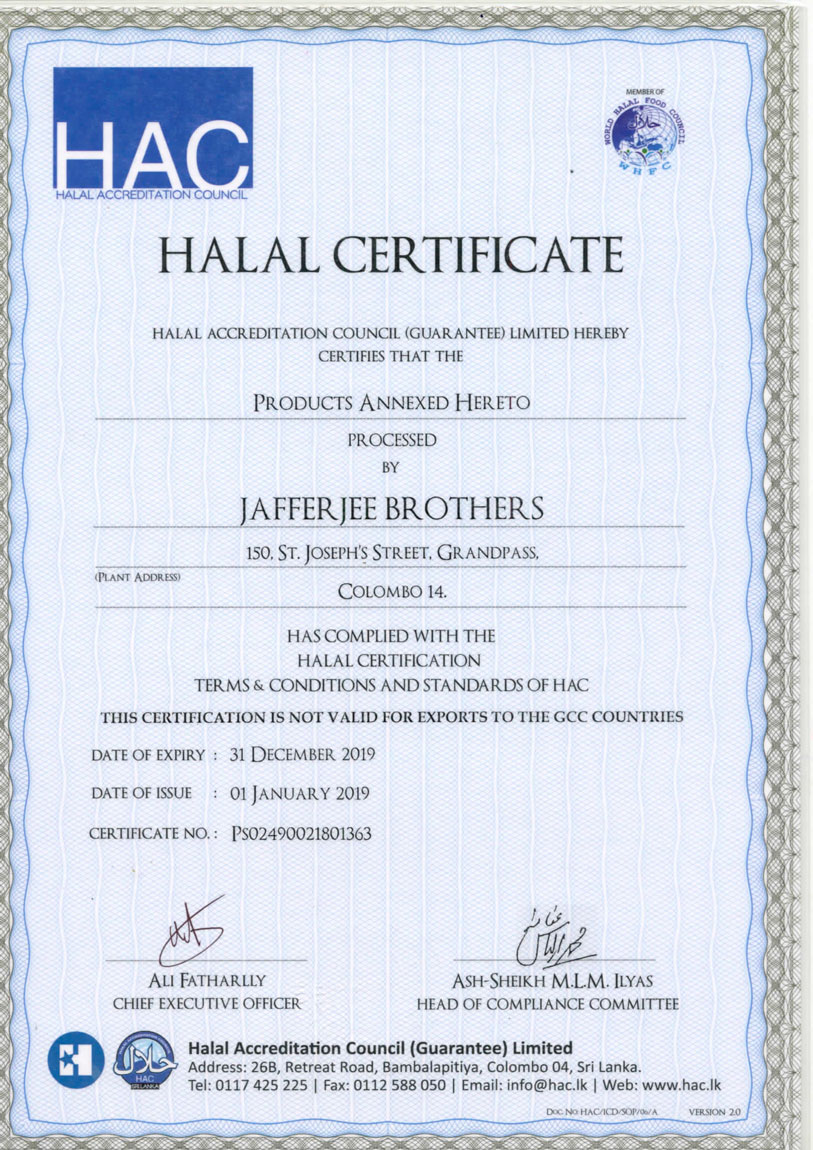 HAC
HALAL ACCREDITATION COUNCIL
MEMBER OF
WORLD HALAL FOOD COUNCIL
حلال
WHFC
HALAL CERTIFICATE
HALAL ACCREDITATION COUNCIL (GUARANTEE) LIMITED HEREBY
CERTIFIES THAT THE
PRODUCTS ANNEXED HERETO
PROCESSED
BY
JAFFERJEE BROTHERS
150, ST. JOSEPH'S STREET, GRANDPASS,
(PLANT ADDRESS)
COLOMBO 14.
HAS COMPLIED WITH THE
HALAL CERTIFICATION
TERMS & CONDITIONS AND STANDARDS OF HAC
THIS CERTIFICATION IS NOT VALID FOR EXPORTS TO THE GCC COUNTRIES
DATE OF EXPIRY : 31 DECEMBER 2019
DATE OF ISSUE : 01 JANUARY 2019
CERTIFICATE NO. : PS02490021801363
ALI FATHARLLY
CHIEF EXECUTIVE OFFICER
ASH-SHEIKH M.L.M. ILYAS
HEAD OF COMPLIANCE COMMITTEE
H
حلال
HAC
SRI LANKA
Halal Accreditation Council (Guarantee) Limited
Address: 26B, Retreat Road, Bambalapitiya, Colombo 04, Sri Lanka.
Tel: 0117 425 225 | Fax: 0112 588 050 | Email: info@hac.lk | Web: www.hac.lk
DOC. NO: HAC/ICD/SOP/06/A VERSION 2.0